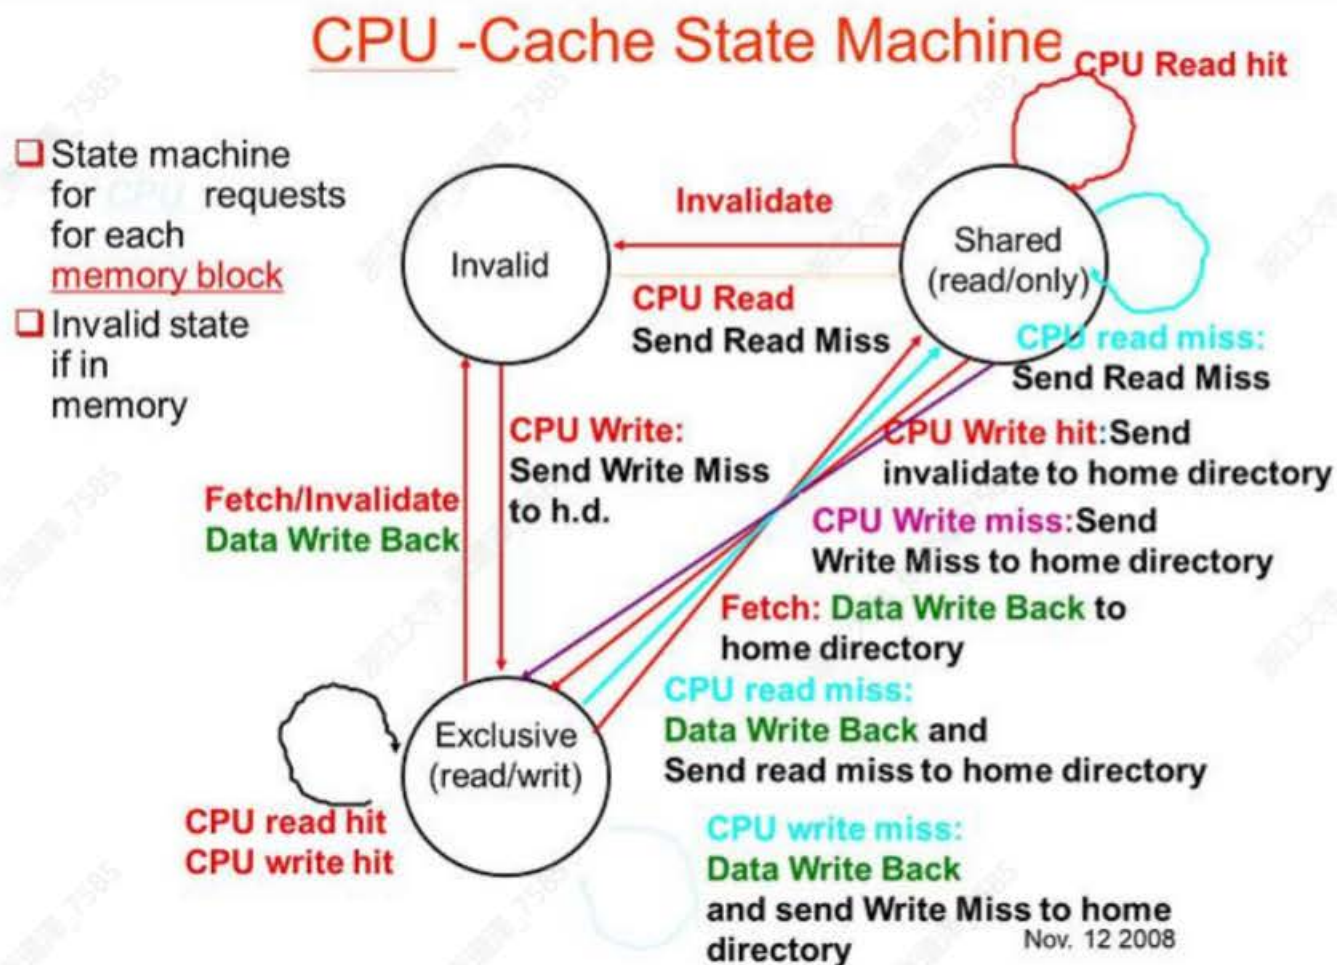 CPU -Cache State Machine
CPU Read hit
State machine
for CPU requests
for each
memory block
Invalid state
if in
memory
Invalid
Invalidate
Shared
(read/only)
CPU Read
Send Read Miss
CPU read miss:
Send Read Miss
CPU Write:
Send Write Miss
to h.d.
CPU Write hit:Send
invalidate to home directory
Fetch/Invalidate
Data Write Back
CPU Write miss:Send
Write Miss to home directory
Fetch: Data Write Back to
home directory
CPU read miss:
Data Write Back and
Send read miss to home directory
Exclusive
(read/writ)
CPU read hit
CPU write hit
CPU write miss:
Data Write Back
and send Write Miss to home
directory
Nov. 12 2008